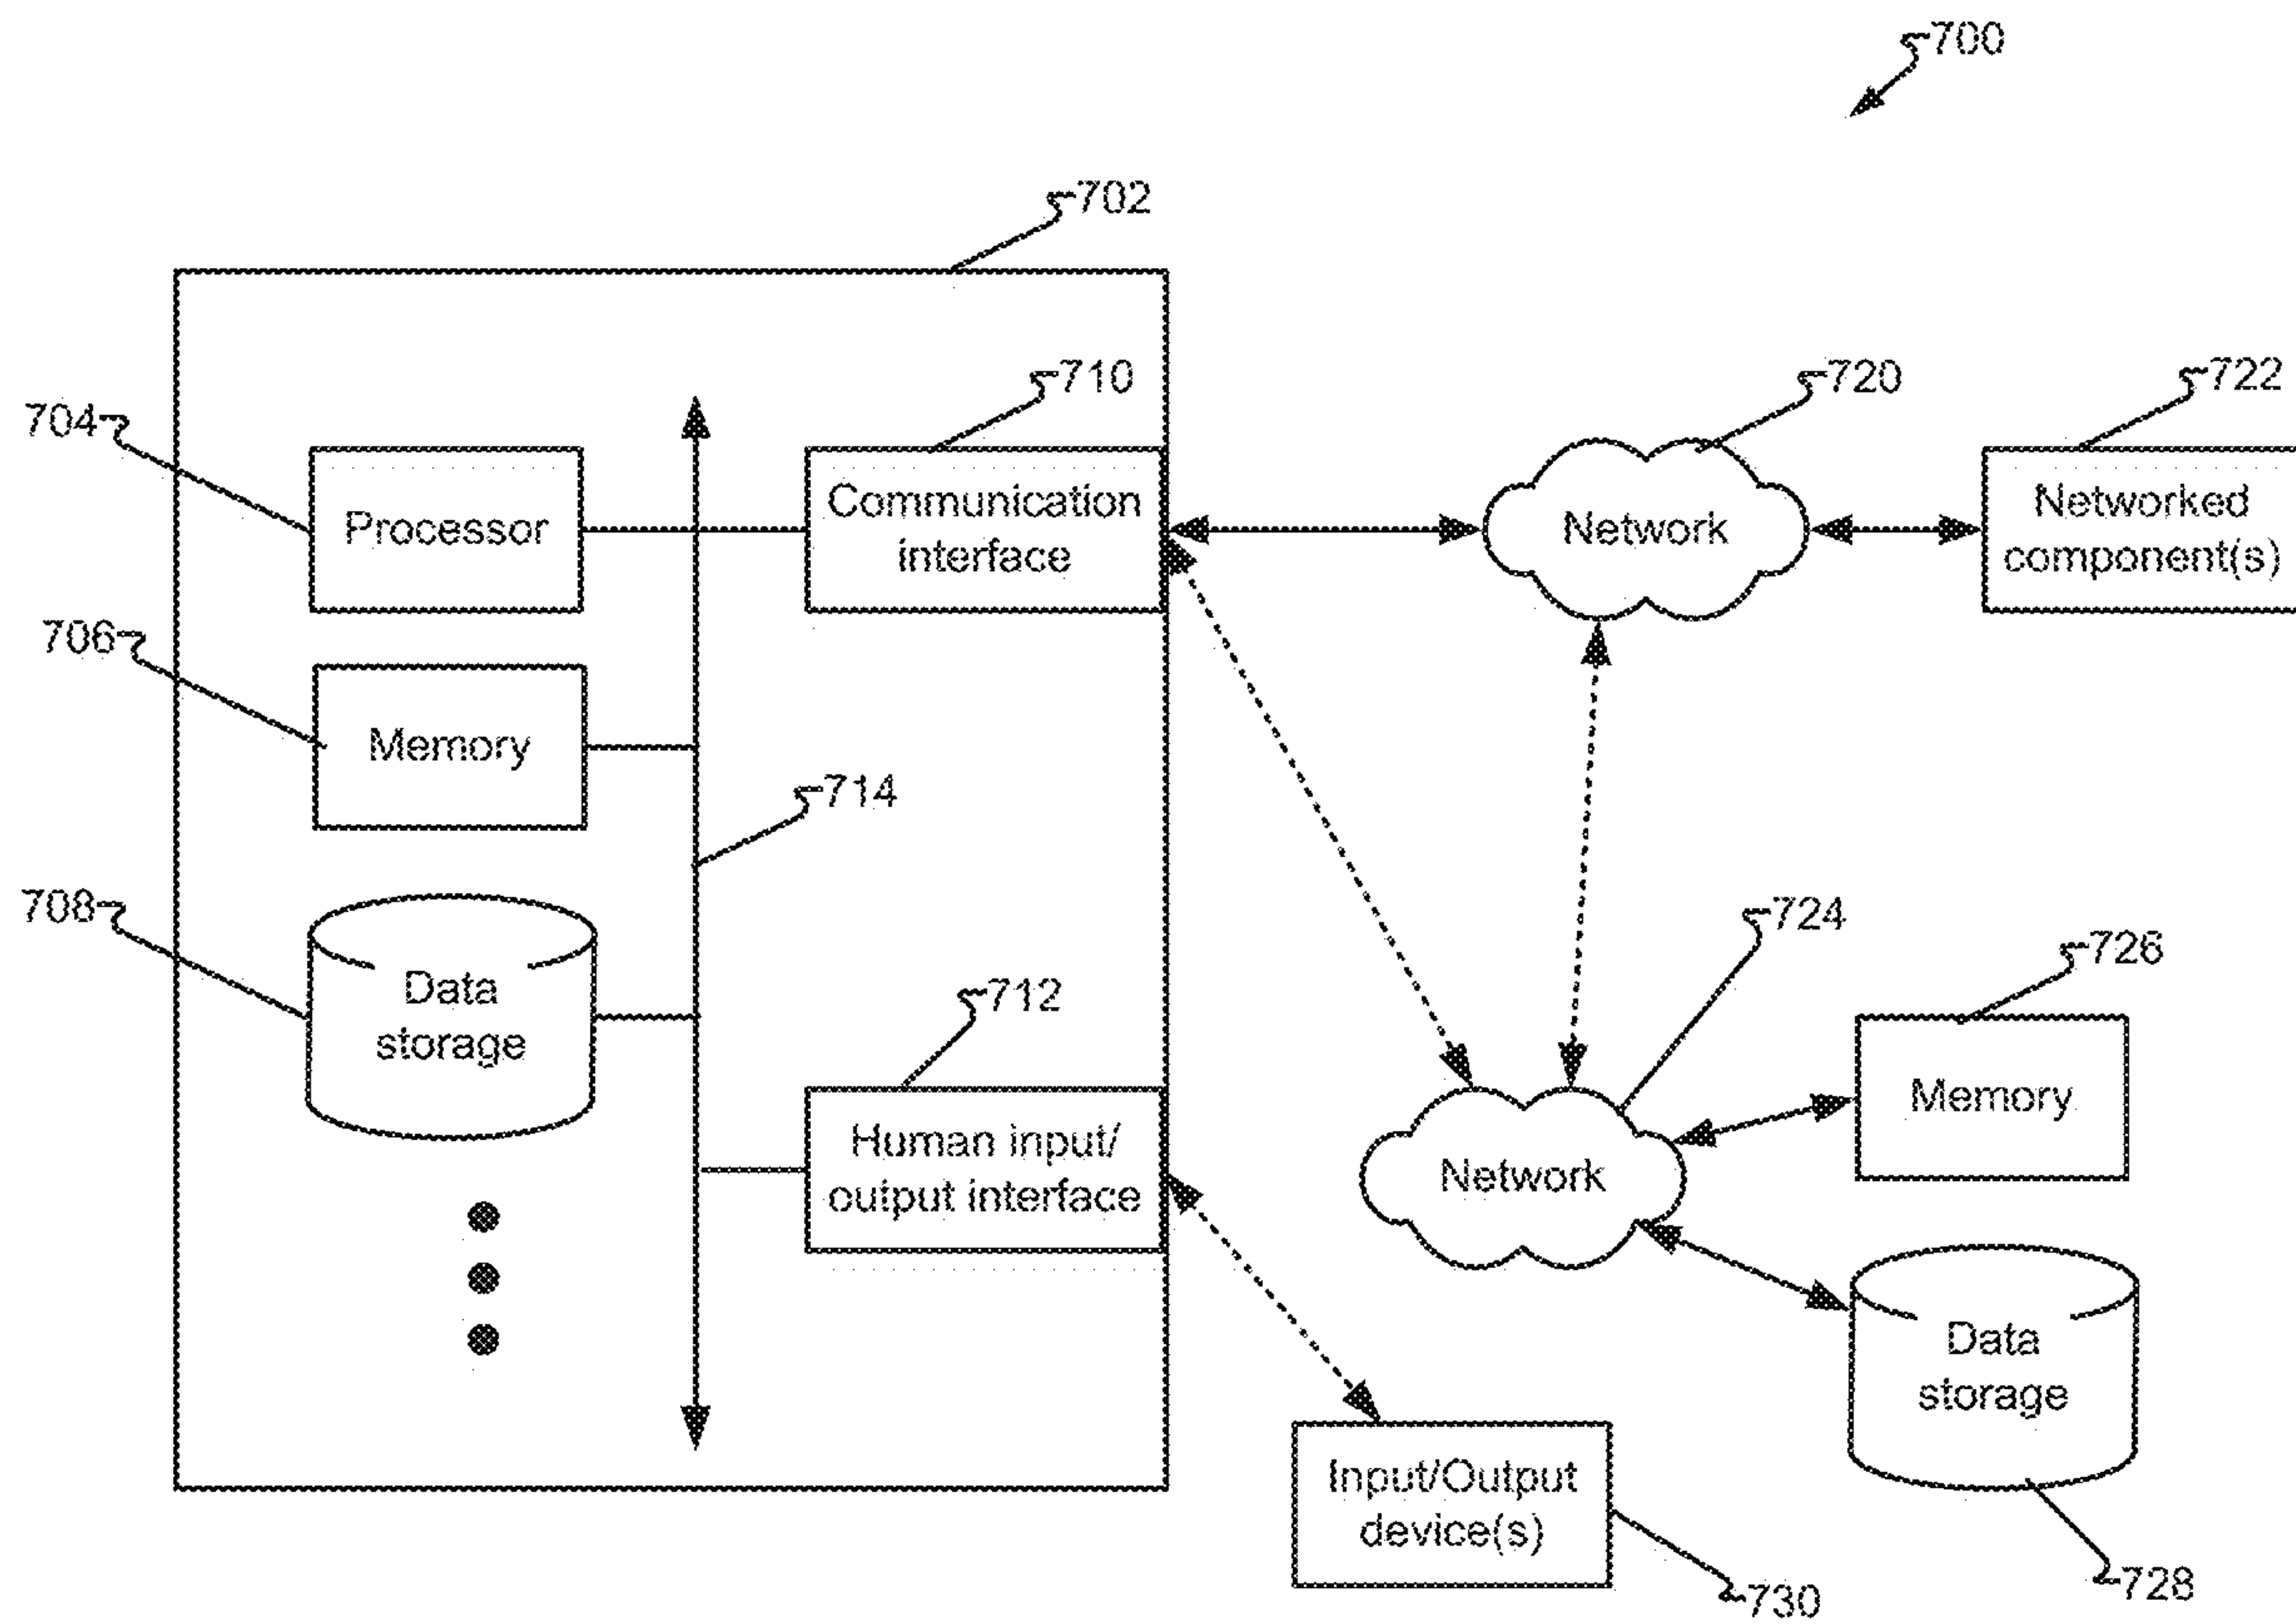 700
702
710
720
722
704
Processor
Communication
interface
Network
Networked
component(s)
706
Memory
714
708
Data
storage
712
724
726
Human input/
output interface
Network
Memory
Data
storage
Input/Output
device(s)
730
728